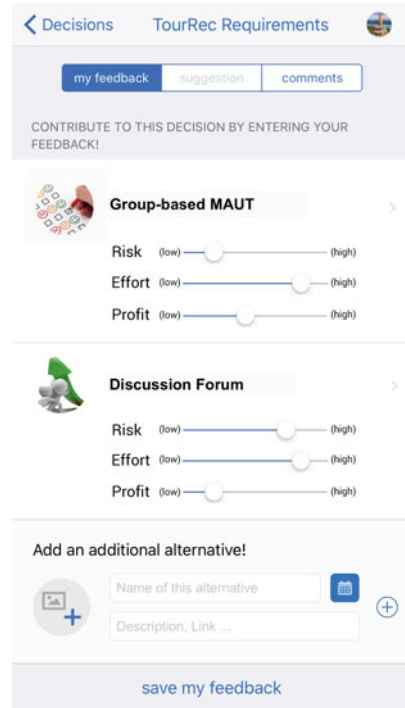 Decisions TourRec Requirements
my feedback suggestion comments
CONTRIBUTE TO THIS DECISION BY ENTERING YOUR
FEEDBACK!
Group-based MAUT
Risk (low) (high)
Effort (low) (high)
Profit (low) (high)
Discussion Forum
Risk (low) (high)
Effort (low) (high)
Profit (low) (high)
Add an additional alternative!
Name of this alternative
Description, Link ...
save my feedback